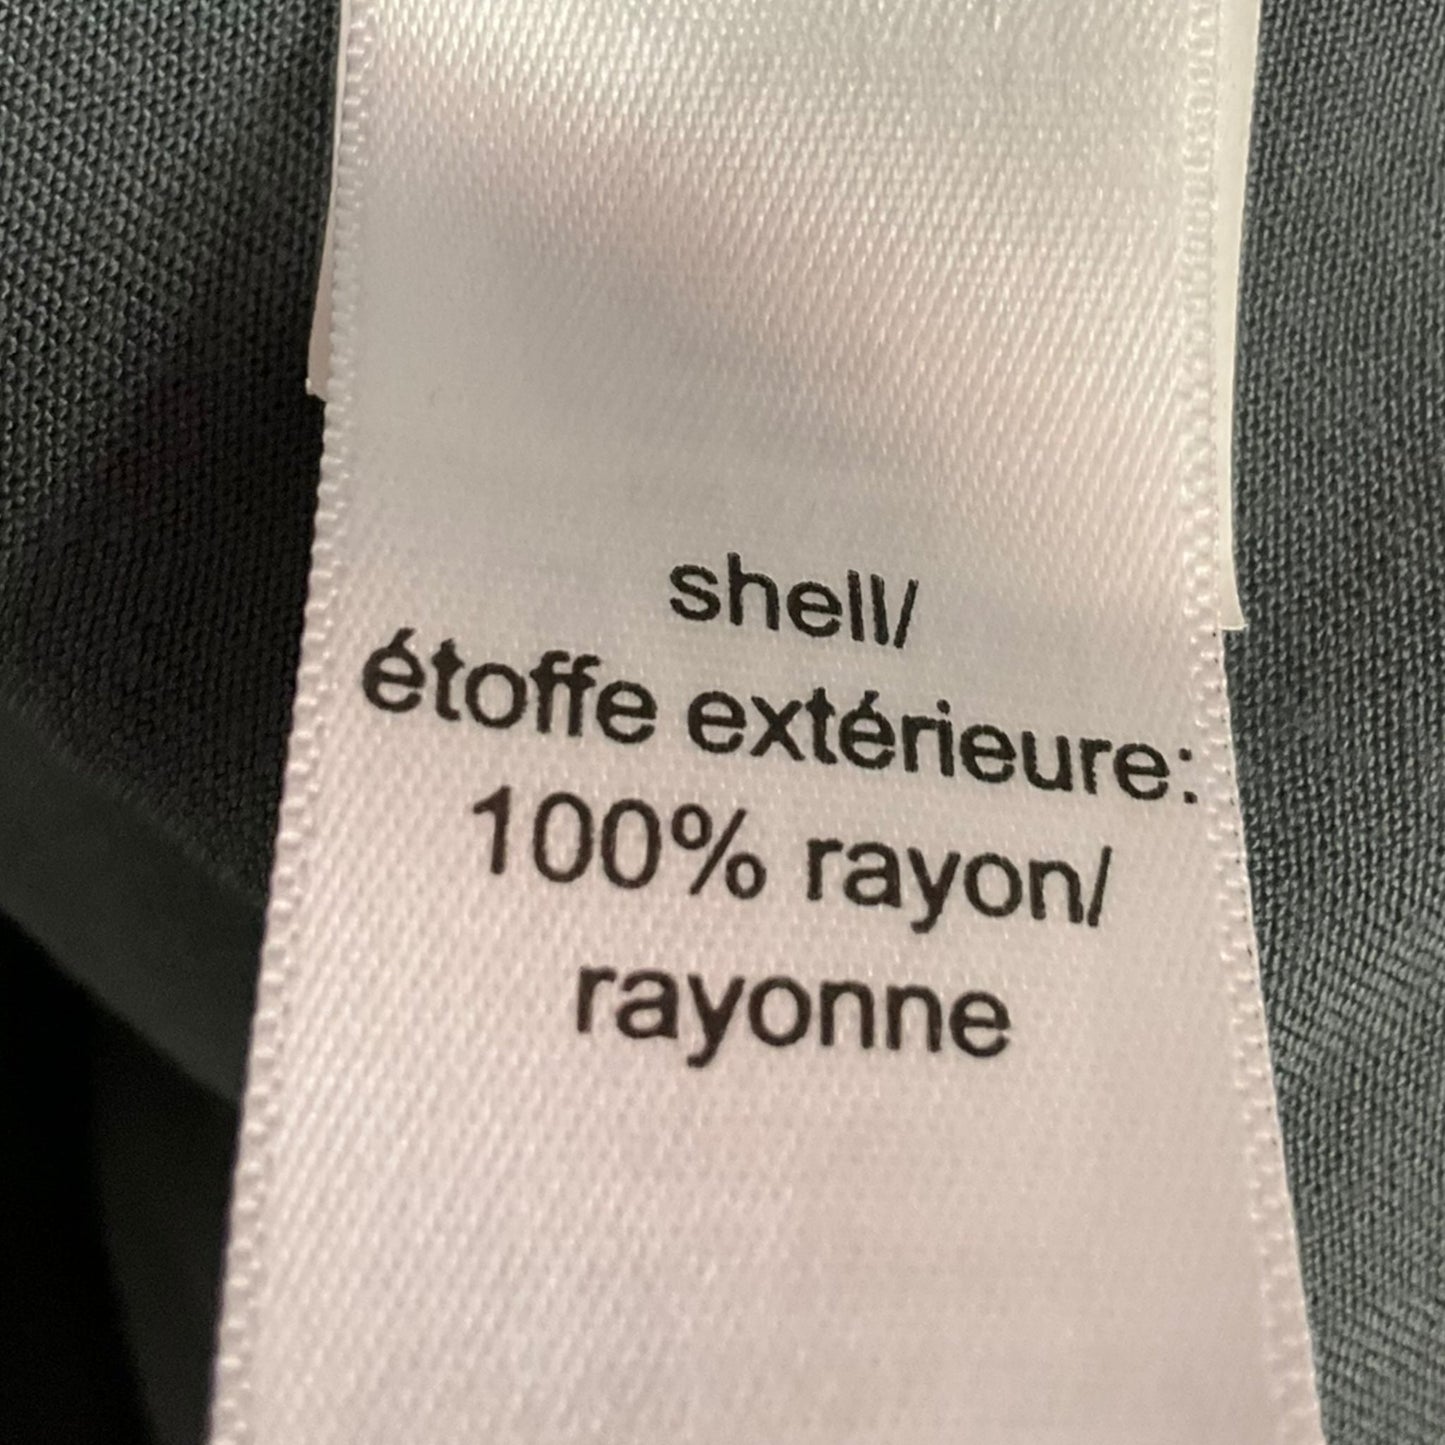 shell/
étoffe extérieure:
100% rayon/
rayonne